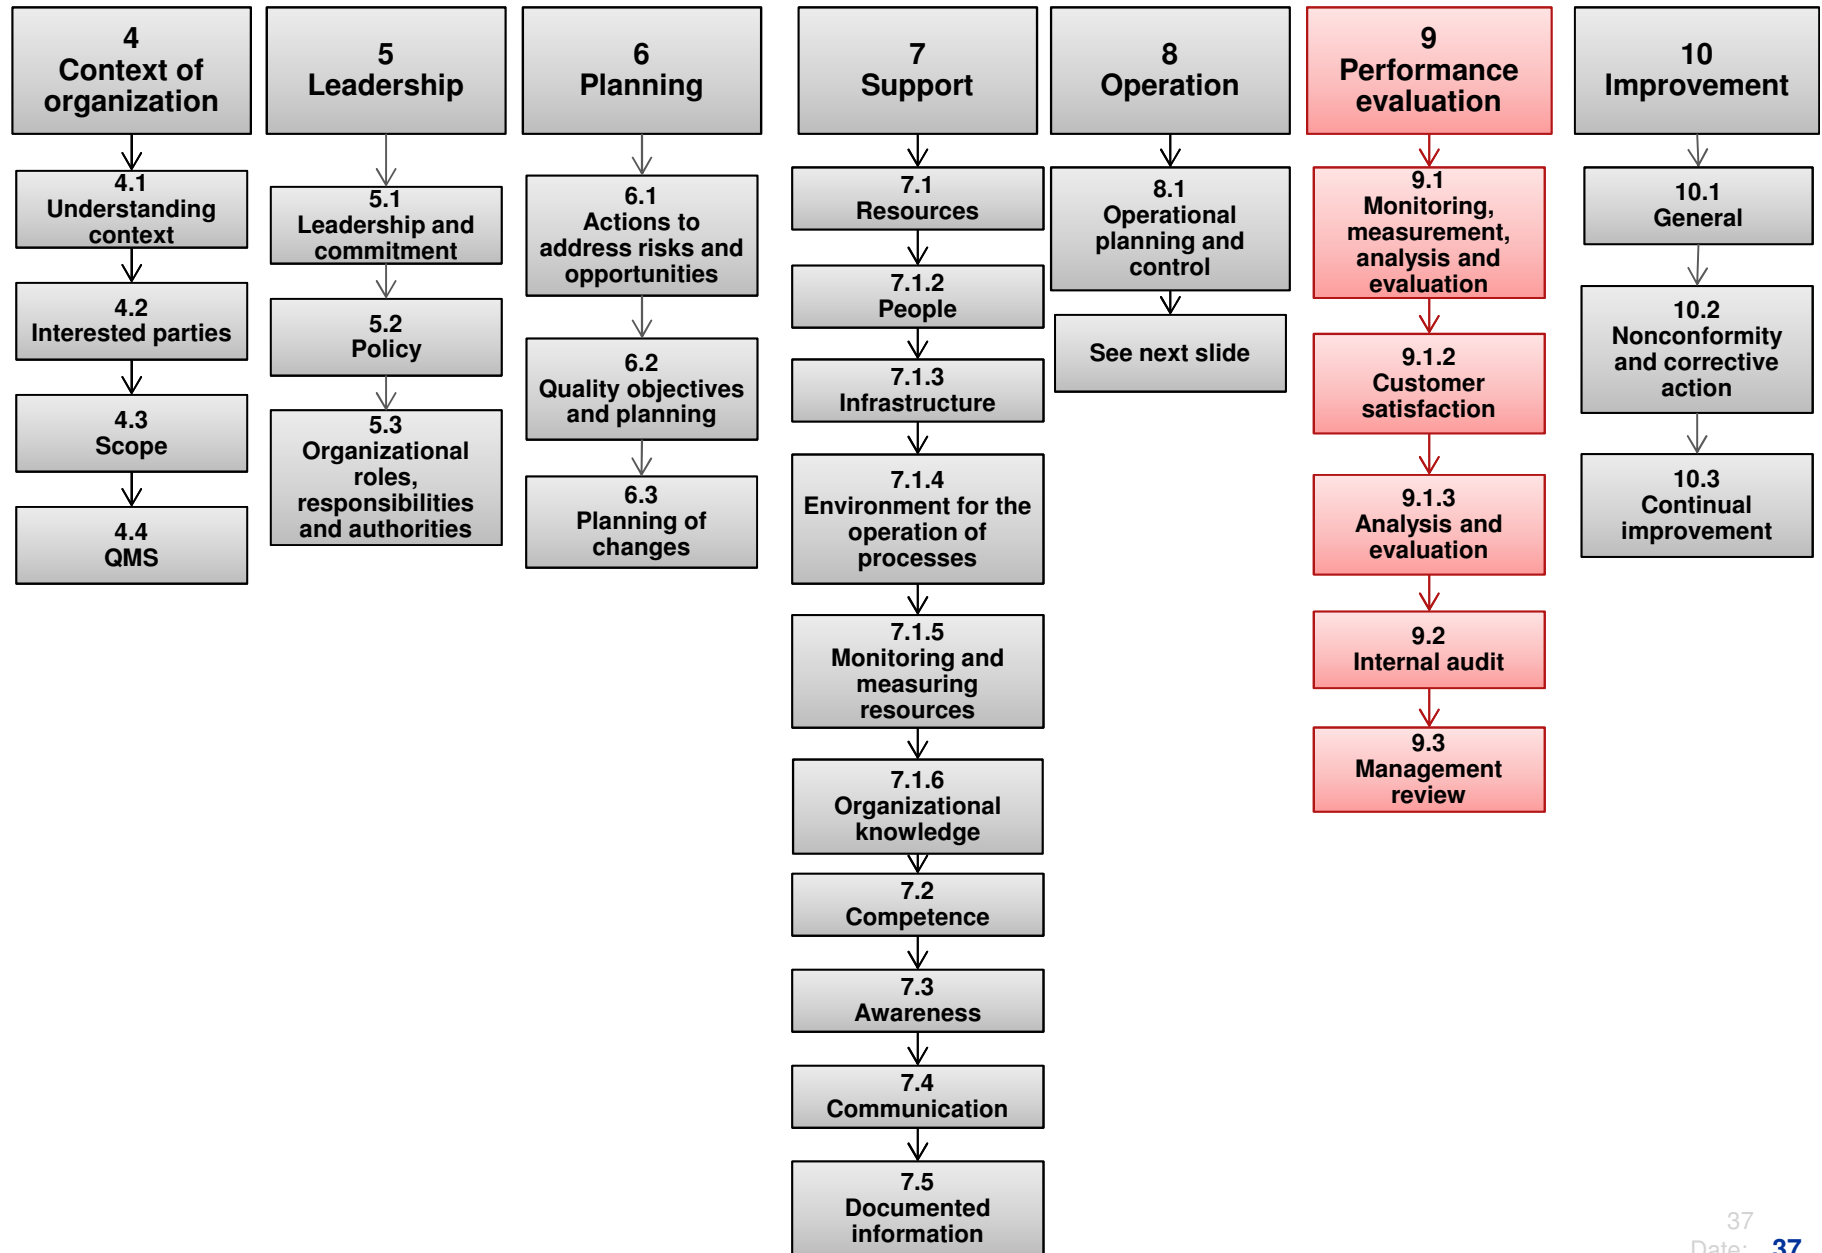 4
Context of
organization
4.1
Understanding
context
4.2
Interested parties
4.3
Scope
4.4
QMS
5
Leadership
5.1
Leadership and
commitment
5.2
Policy
5.3
Organizational
roles,
responsibilities
and authorities
6
Planning
6.1
Actions to
address risks and
opportunities
6.2
Quality objectives
and planning
6.3
Planning of
changes
7
Support
7.1
Resources
7.1.2
People
7.1.3
Infrastructure
7.1.4
Environment for the
operation of
processes
7.1.5
Monitoring and
measuring
resources
7.1.6
Organizational
knowledge
7.2
Competence
7.3
Awareness
7.4
Communication
7.5
Documented
information
8
Operation
8.1
Operational
planning and
control
See next slide
9
Performance
evaluation
9.1
Monitoring,
measurement,
analysis and
evaluation
9.1.2
Customer
satisfaction
9.1.3
Analysis and
evaluation
9.2
Internal audit
9.3
Management
review
10
Improvement
10.1
General
10.2
Nonconformity
and corrective
action
10.3
Continual
improvement
37
Date: 37